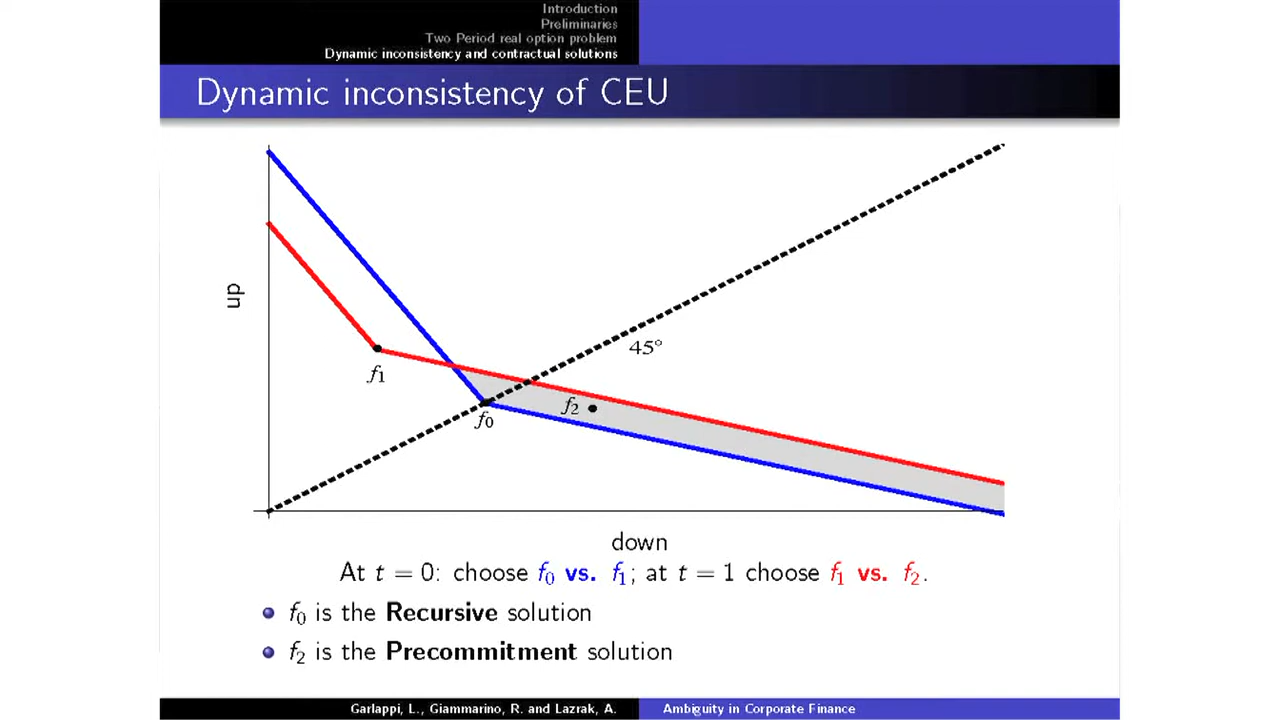 Introduction
Preliminaries
Two Period real option problem
Dynamic inconsistency and contractual solutions
Dynamic inconsistency of CEU
up
45°
f1
f2
f0
down
At t = 0: choose f0 vs. f1; at t = 1 choose f1 vs. f2.
f0 is the Recursive solution
f2 is the Precommitment solution
Garlappi, L., Giammarino, R. and Lazrak, A.
Ambiguity in Corporate Finance